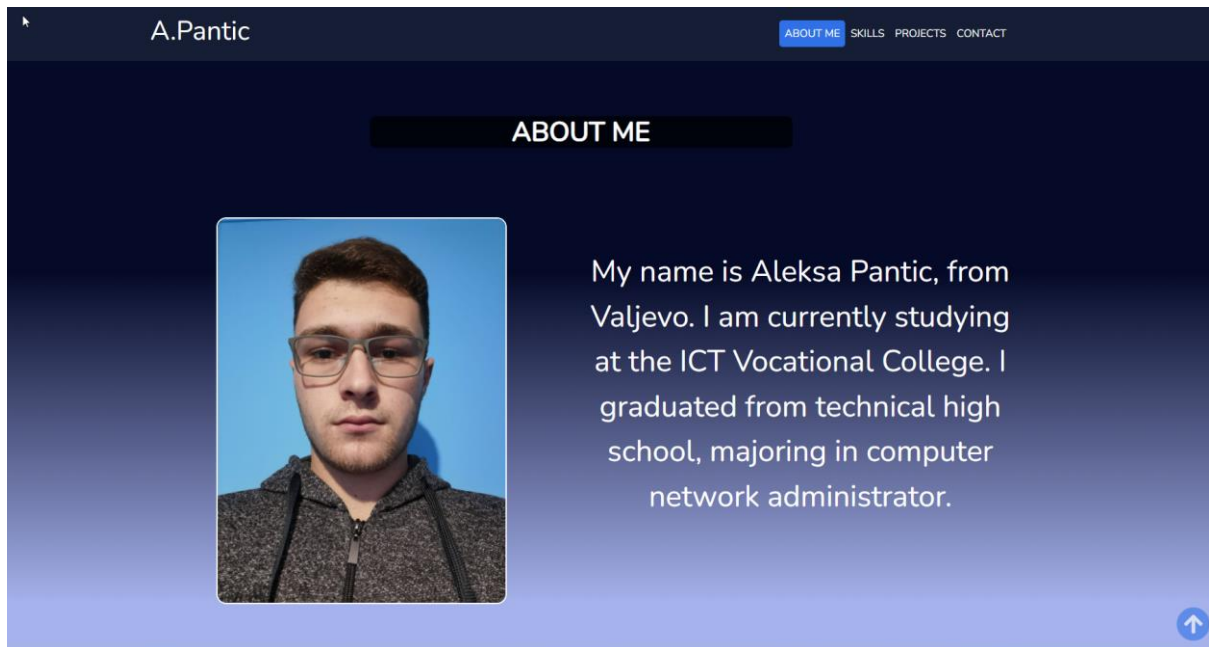 A.Pantic
ABOUT ME SKILLS PROJECTS CONTACT
ABOUT ME
My name is Aleksa Pantic, from
Valjevo. I am currently studying
at the ICT Vocational College. I
graduated from technical high
school, majoring in computer
network administrator.